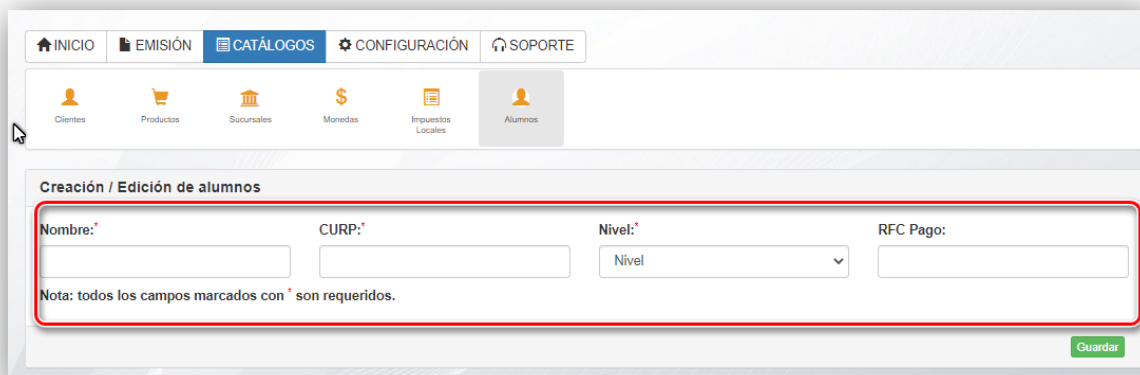 INICIO EMISIÓN CATÁLOGOS CONFIGURACIÓN SOPORTE
Clientes Productos Sucursales Monedas Impuestos Locales Alumnos
Creación / Edición de alumnos
Nombre:* CURP:* Nivel:* RFC Pago:
Nivel
Nota: todos los campos marcados con * son requeridos.
Guardar